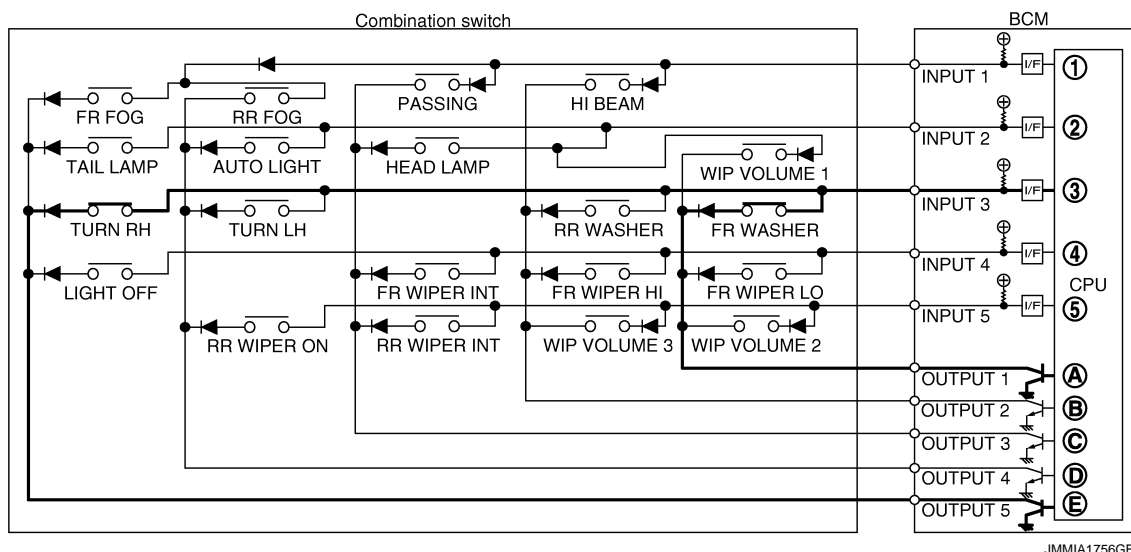 Combination switch
BCM
INPUT 1
I/F
1
FR FOG
RR FOG
PASSING
HI BEAM
INPUT 2
I/F
2
TAIL LAMP
AUTO LIGHT
HEAD LAMP
WIP VOLUME 1
INPUT 3
I/F
3
TURN RH
TURN LH
RR WASHER
FR WASHER
INPUT 4
I/F
4
LIGHT OFF
FR WIPER INT
FR WIPER HI
FR WIPER LO
CPU
INPUT 5
I/F
5
RR WIPER ON
RR WIPER INT
WIP VOLUME 3
WIP VOLUME 2
OUTPUT 1
A
OUTPUT 2
B
OUTPUT 3
C
OUTPUT 4
D
OUTPUT 5
E
JMMIA1756GB